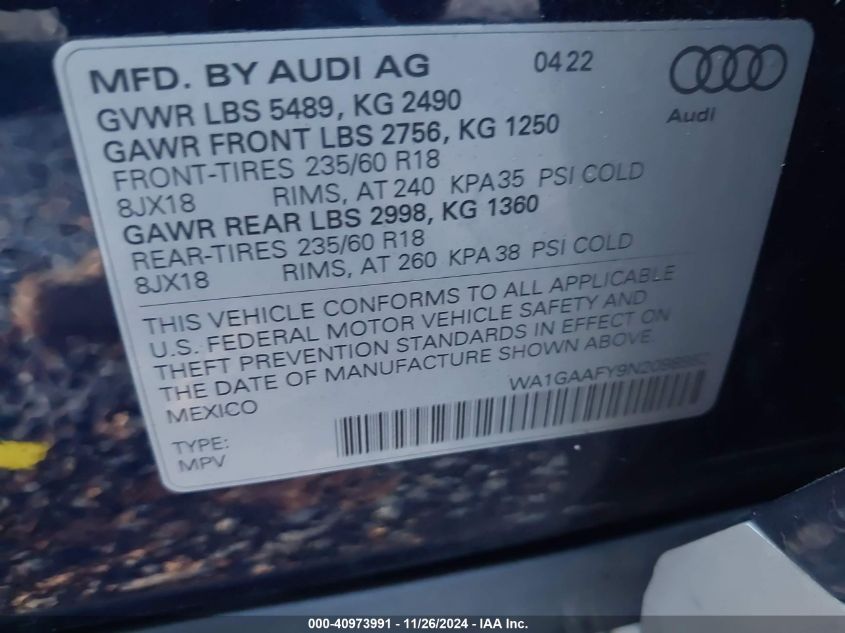 MFD. BY AUDI AG 0422
Audi
GVWR LBS 5489, KG 2490
GAWR FRONT LBS 2756, KG 1250
FRONT-TIRES 235/60 R18
8JX18 RIMS, AT 240 KPA 35 PSI COLD
GAWR REAR LBS 2998, KG 1360
REAR-TIRES 235/60 R18
8JX18 RIMS, AT 260 KPA 38 PSI COLD
THIS VEHICLE CONFORMS TO ALL APPLICABLE
U.S. FEDERAL MOTOR VEHICLE SAFETY AND
THEFT PREVENTION STANDARDS IN EFFECT ON
THE DATE OF MANUFACTURE SHOWN ABOVE.
MEXICO
TYPE:
MPV
000-40973991 - 11/26/2024 - IAA Inc.